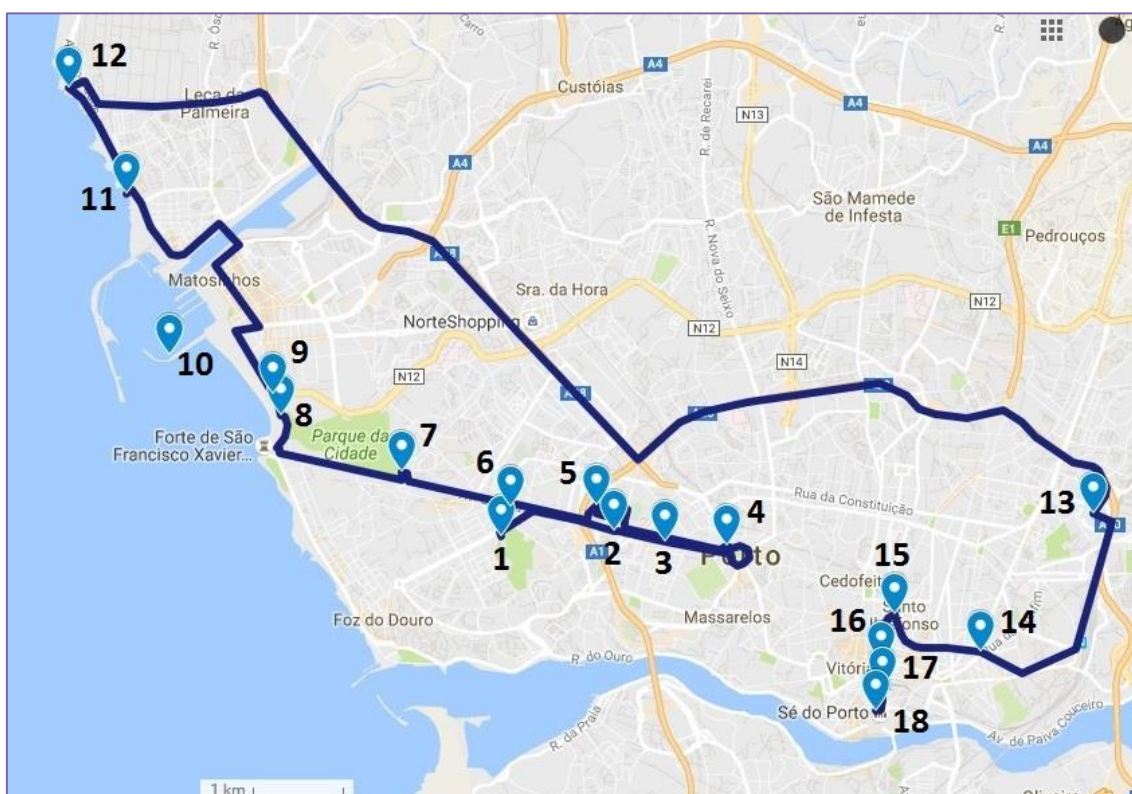 12
Leça da
Palmeira
Custóias
A4
A4
N13
R. de Recarei
A4
A4
11
São Mamede
de Infesta
E1
Pedrouços
R. Nova do Seixo
Matosinhos
Sra. da Hora
N12
NorteShopping
N12
10
9
N14
N12
8
Forte de São
Francisco Xavier...
Parque da
Cidade
7
6
5
Rua da Constituição
13
4
1
2
3
Porto
15
Cedofeit
Santo
14
Massarelos
16
Foz do Douro
R. do Ouro
Vitória
17
Sé do Porto
18
R. da Praia
Av. de Paiva Couceiro
1 km